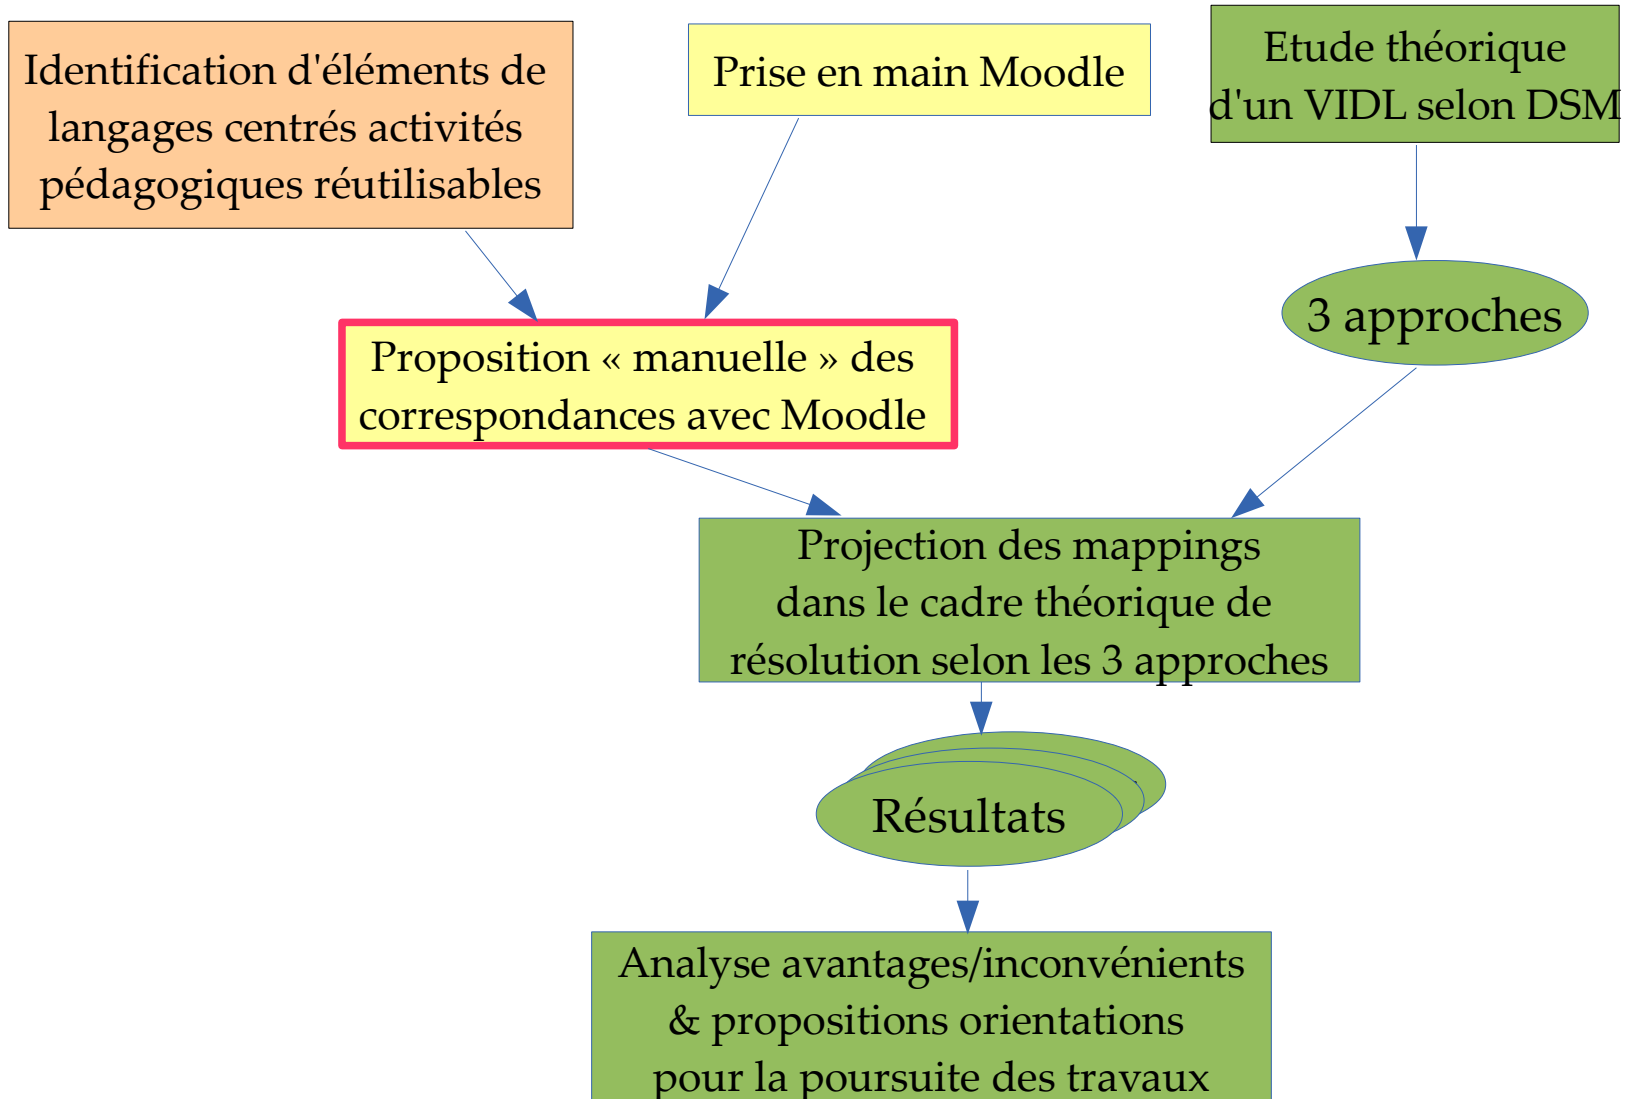 Identification d'éléments de
langages centrés activités
pédagogiques réutilisables
Prise en main Moodle
Etude théorique
d'un VIDL selon DSM
3 approches
Proposition « manuelle » des
correspondances avec Moodle
Projection des mappings
dans le cadre théorique de
résolution selon les 3 approches
Résultats
Analyse avantages/inconvénients
& propositions orientations
pour la poursuite des travaux